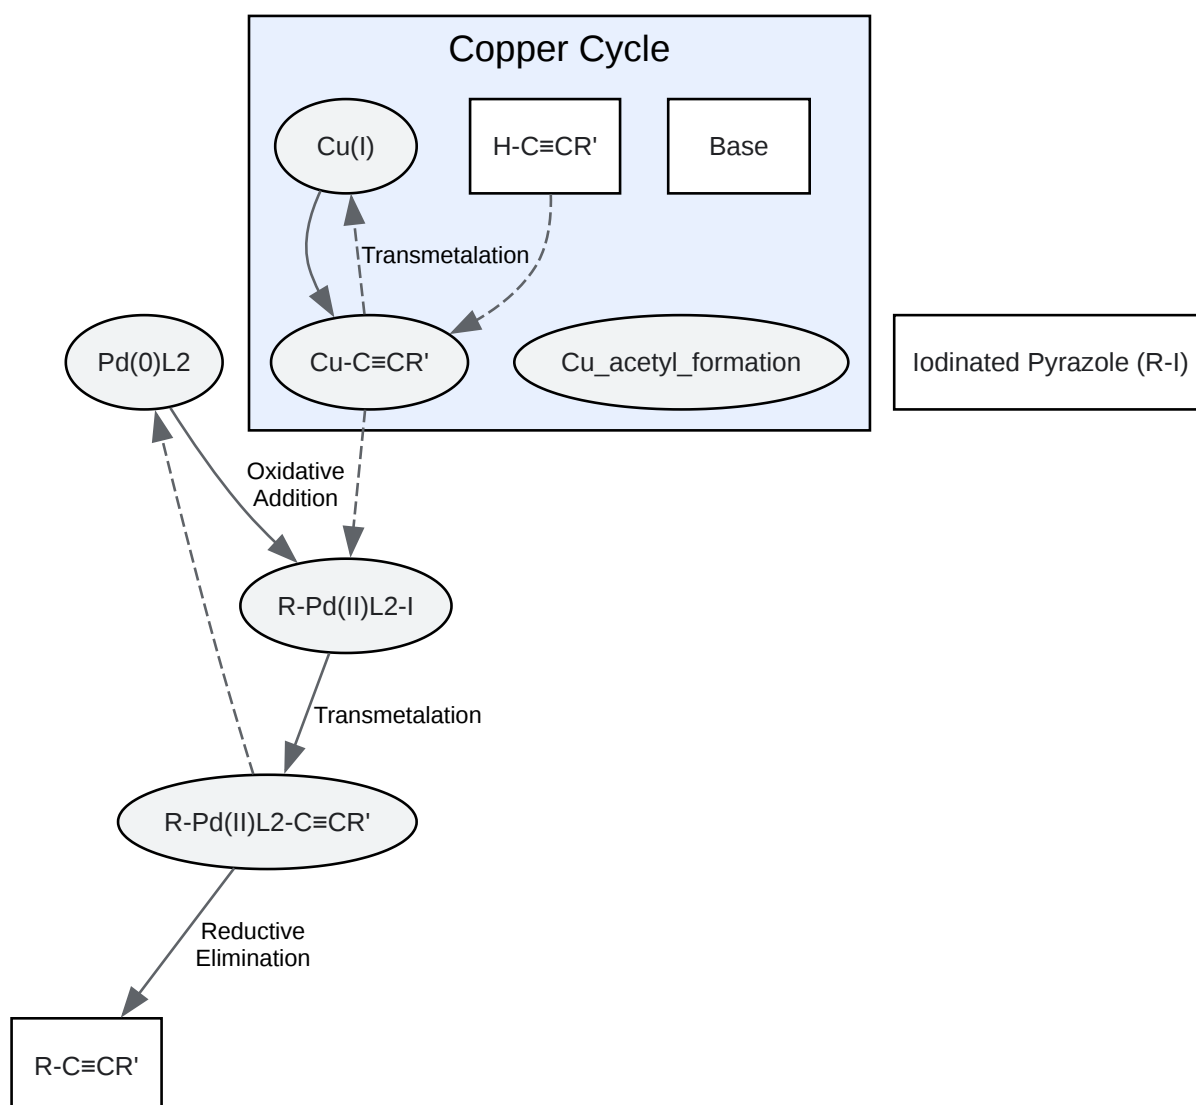 Copper Cycle
Cu(I)
H-C≡CR'
Base
Transmetalation
Pd(0)L2
Cu-C≡CR'
Cu_acetyl_formation
Iodinated Pyrazole (R-I)
Oxidative
Addition
R-Pd(II)L2-I
Transmetalation
R-Pd(II)L2-C≡CR'
Reductive
Elimination
R-C≡CR'